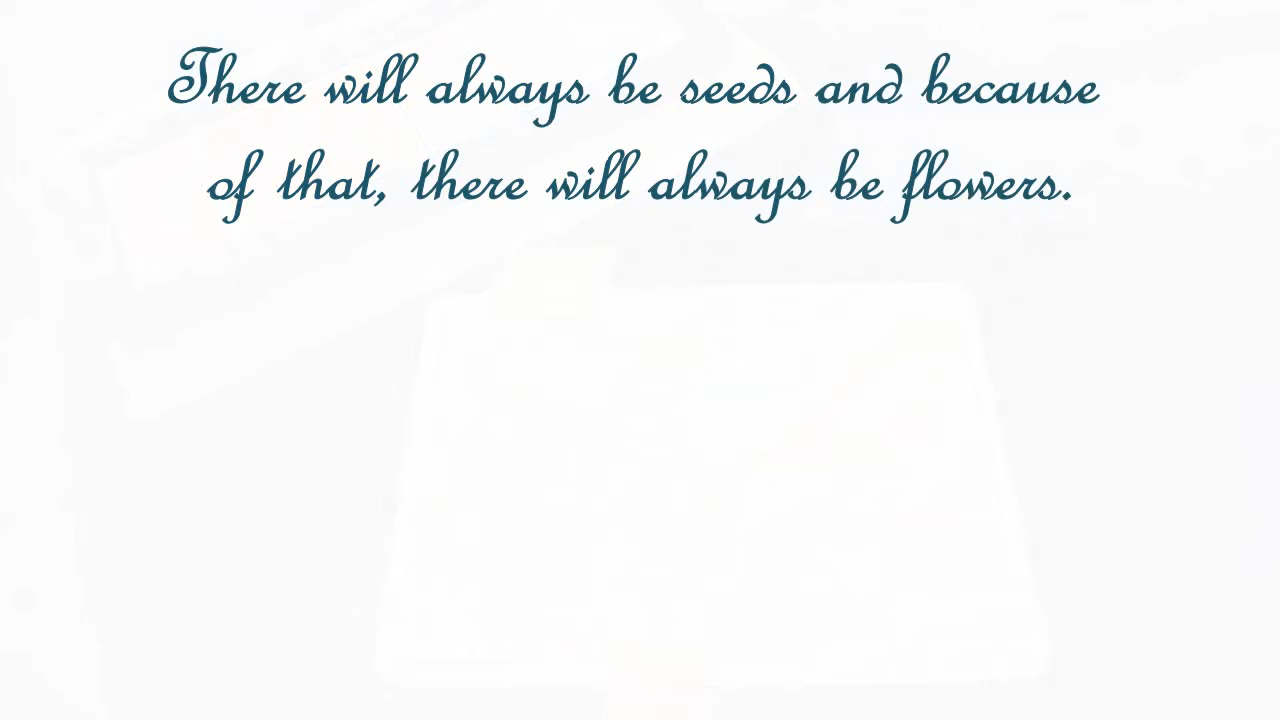 There will always be seeds and because
of that, there will always be flowers.